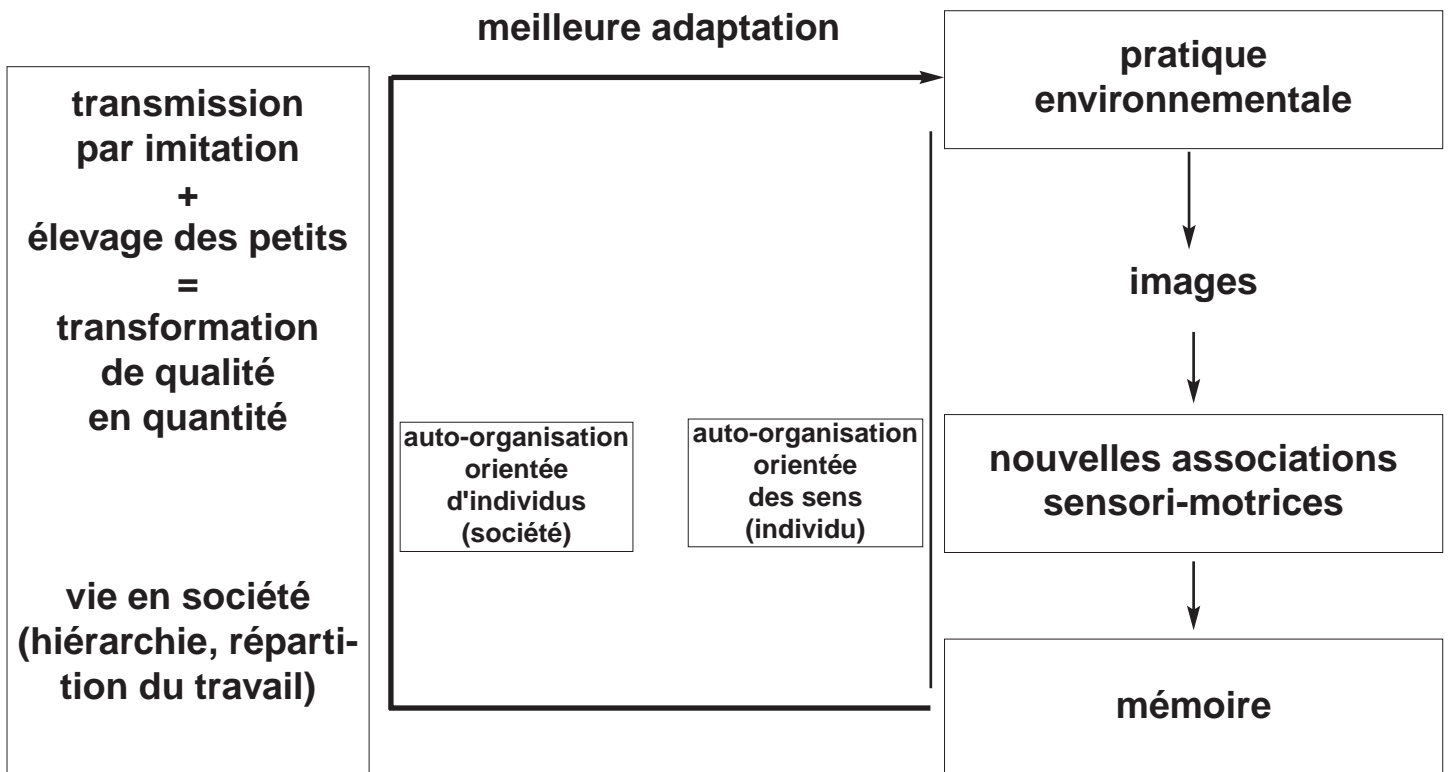 meilleure adaptation
transmission
par imitation
+
élevage des petits
=
transformation
de qualité
en quantité
vie en société
(hiérarchie, réparti-
tion du travail)
auto-organisation
orientée
d'individus
(société)
auto-organisation
orientée
des sens
(individu)
pratique
environnementale
images
nouvelles associations
sensori-motrices
mémoire